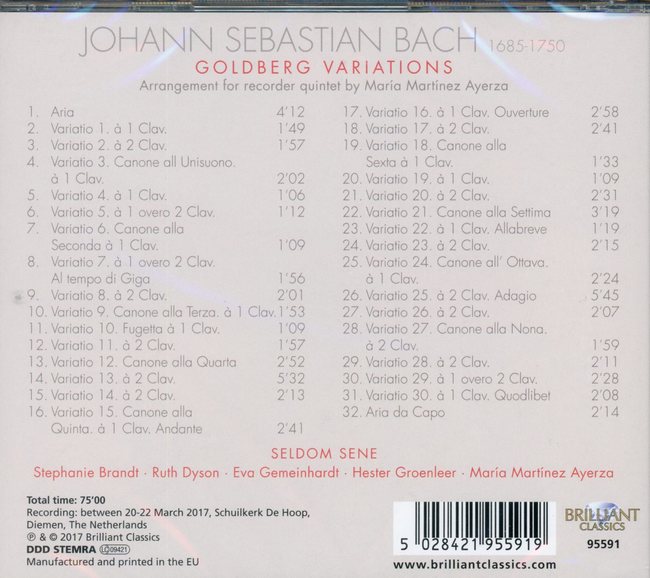 JOHANN SEBASTIAN BACH 1685-1750
GOLDBERG VARIATIONS
Arrangement for recorder quintet by María Martínez Ayerza
1. Aria 4'12
2. Variatio 1. à 1 Clav. 1'49
3. Variatio 2. à 2 Clav. 1'57
4. Variatio 3. Canone all Unisuono.
à 1 Clav. 2'02
5. Variatio 4. à 1 Clav. 1'06
6. Variatio 5. à 1 overo 2 Clav. 1'12
7. Variatio 6. Canone alla
Seconda à 1 Clav. 1'09
8. Variatio 7. à 1 overo 2 Clav.
Al tempo di Giga 1'56
9. Variatio 8. à 2 Clav. 2'01
10. Variatio 9. Canone alla Terza. à 1 Clav. 1'53
11. Variatio 10. Fugetta à 1 Clav. 1'09
12. Variatio 11. à 2 Clav. 1'57
13. Variatio 12. Canone alla Quarta 2'52
14. Variatio 13. à 2 Clav. 5'32
15. Variatio 14. à 2 Clav. 2'13
16. Variatio 15. Canone alla
Quinta. à 1 Clav. Andante 2'41
17. Variatio 16. à 1 Clav. Ouverture 2'58
18. Variatio 17. à 2 Clav. 2'41
19. Variatio 18. Canone alla
Sexta à 1 Clav. 1'33
20. Variatio 19. à 1 Clav. 1'09
21. Variatio 20. à 2 Clav. 2'31
22. Variatio 21. Canone alla Settima 3'19
23. Variatio 22. à 1 Clav. Allabreve 1'19
24. Variatio 23. à 2 Clav. 2'15
25. Variatio 24. Canone all' Ottava.
à 1 Clav. 2'24
26. Variatio 25. à 2 Clav. Adagio 5'45
27. Variatio 26. à 2 Clav. 2'07
28. Variatio 27. Canone alla Nona.
à 2 Clav. 1'59
29. Variatio 28. à 2 Clav. 2'11
30. Variatio 29. à 1 overo 2 Clav. 2'28
31. Variatio 30. à 1 Clav. Quodlibet 2'08
32. Aria da Capo 2'14
SELDOM SENE
Stephanie Brandt · Ruth Dyson · Eva Gemeinhardt · Hester Groenleer · María Martínez Ayerza
Total time: 75'00
Recording: between 20-22 March 2017, Schuilkerk De Hoop,
Diemen, The Netherlands
℗ & © 2017 Brilliant Classics
DDD STEMRA LC 09421
Manufactured and printed in the EU
5 028421 955919
www.brilliantclassics.com
BRILLIANT
CLASSICS
95591